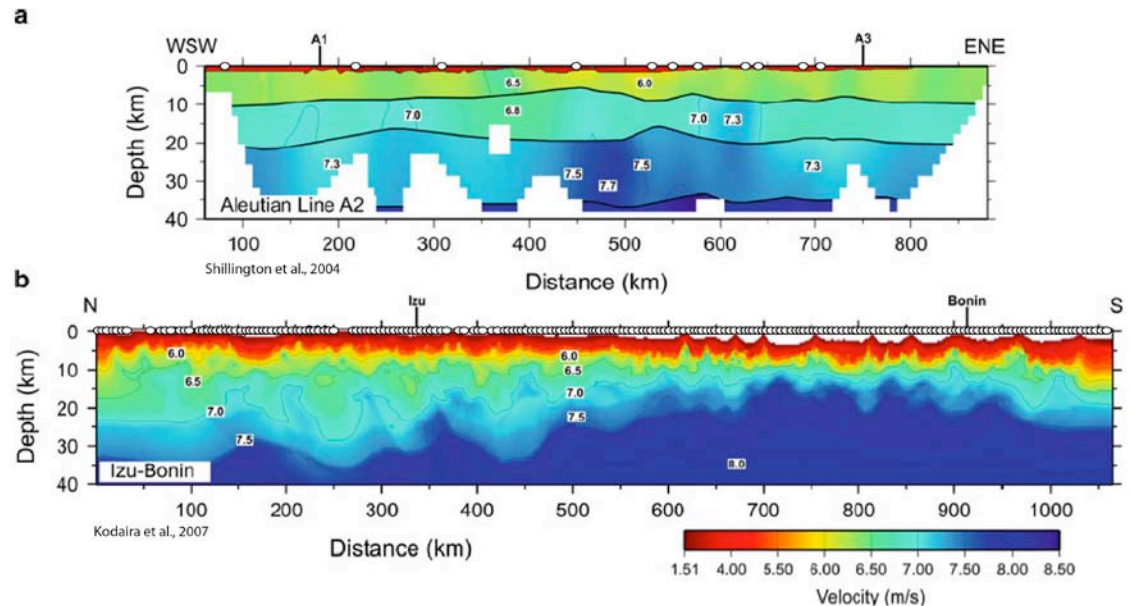 a
WSW A1 A3 ENE
0
10
20
30
40
Depth (km)
6.5 6.0
6.8
7.0 7.0 7.3
7.3 7.5 7.5 7.3
7.7
Aleutian Line A2
100 200 300 400 500 600 700 800
Shillington et al., 2004
Distance (km)
b
N Izu Bonin S
0
10
20
30
40
Depth (km)
6.0 6.0
6.5 6.5
7.0 7.0
7.5 7.5
8.0
Izu-Bonin
0 100 200 300 400 500 600 700 800 900 1000
Kodaira et al., 2007
Distance (km)
1.51 4.00 5.50 6.00 6.50 7.00 7.50 8.00 8.50
Velocity (m/s)